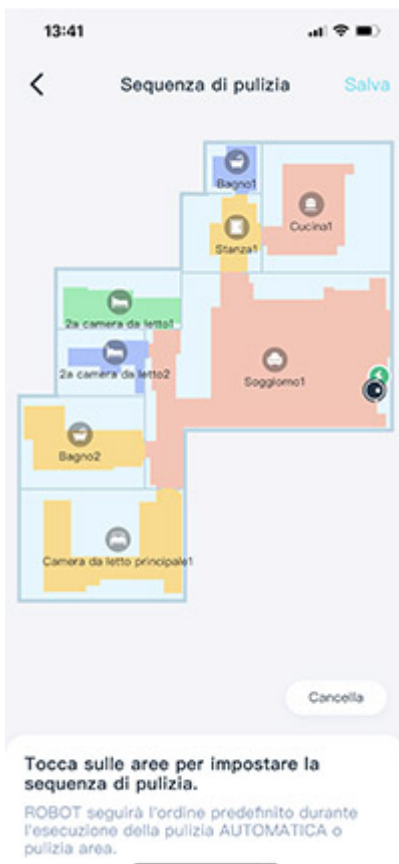 13:41
Sequenza di pulizia
Salva
Bagno1
Cucina1
Stanza1
2a camera da letto1
2a camera da letto2
Soggiorno1
Bagno2
Camera da letto principale1
Cancella
Tocca sulle aree per impostare la
sequenza di pulizia.
ROBOT seguirà l'ordine predefinito durante
l'esecuzione della pulizia AUTOMATICA o
pulizia area.